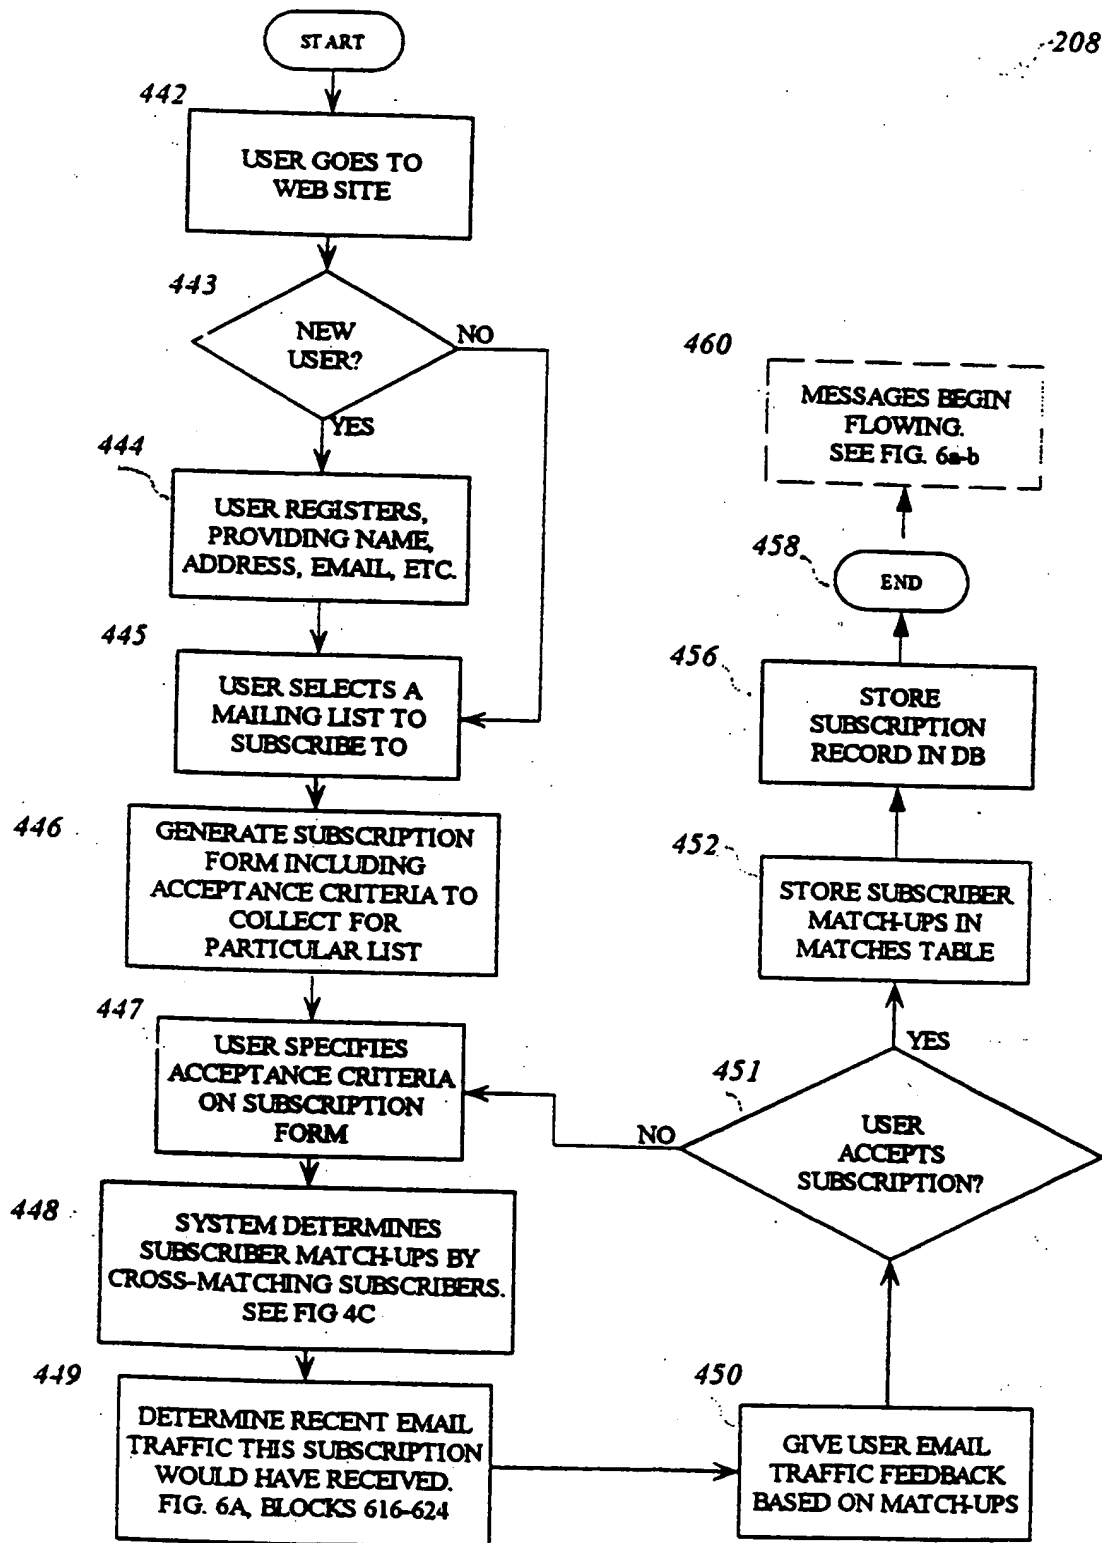 START
208
442
USER GOES TO
WEB SITE
443
NEW
USER?
NO
YES
444
USER REGISTERS,
PROVIDING NAME,
ADDRESS, EMAIL, ETC.
445
USER SELECTS A
MAILING LIST TO
SUBSCRIBE TO
446
GENERATE SUBSCRIPTION
FORM INCLUDING
ACCEPTANCE CRITERIA TO
COLLECT FOR
PARTICULAR LIST
447
USER SPECIFIES
ACCEPTANCE CRITERIA
ON SUBSCRIPTION
FORM
448
SYSTEM DETERMINES
SUBSCRIBER MATCH-UPS BY
CROSS-MATCHING SUBSCRIBERS.
SEE FIG 4C
449
DETERMINE RECENT EMAIL
TRAFFIC THIS SUBSCRIPTION
WOULD HAVE RECEIVED.
FIG. 6A, BLOCKS 616-624
450
GIVE USER EMAIL
TRAFFIC FEEDBACK
BASED ON MATCH-UPS
451
USER
ACCEPTS
SUBSCRIPTION?
NO
YES
452
STORE SUBSCRIBER
MATCH-UPS IN
MATCHES TABLE
456
STORE
SUBSCRIPTION
RECORD IN DB
458
END
460
MESSAGES BEGIN
FLOWING.
SEE FIG. 6a-b